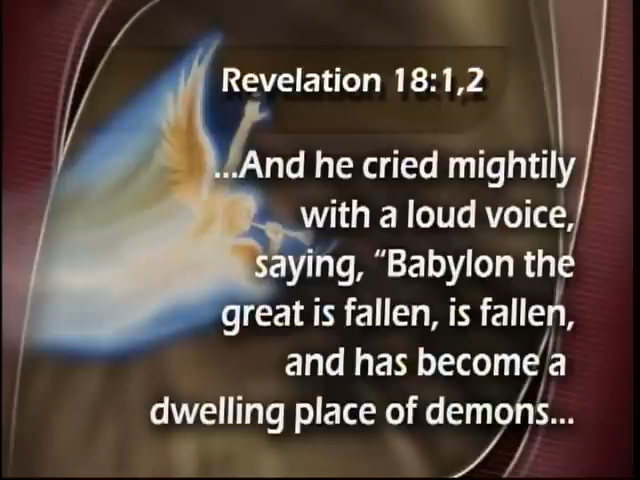 Revelation 18:1,2
...And he cried mightily
with a loud voice,
saying, “Babylon the
great is fallen, is fallen,
and has become a
dwelling place of demons...